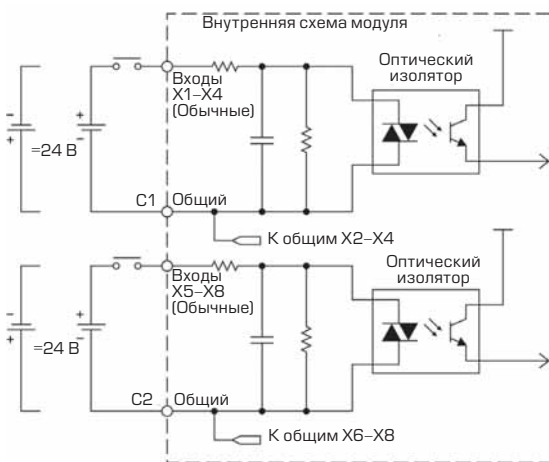 Внутренняя схема модуля
Входы
X1–X4
(Обычные)
Оптический
изолятор
- +
+ -
=24 В
C1 Общий
К общим X2–X4
Входы
X5–X8
(Обычные)
Оптический
изолятор
- +
+ -
=24 В
C2 Общий
К общим X6–X8